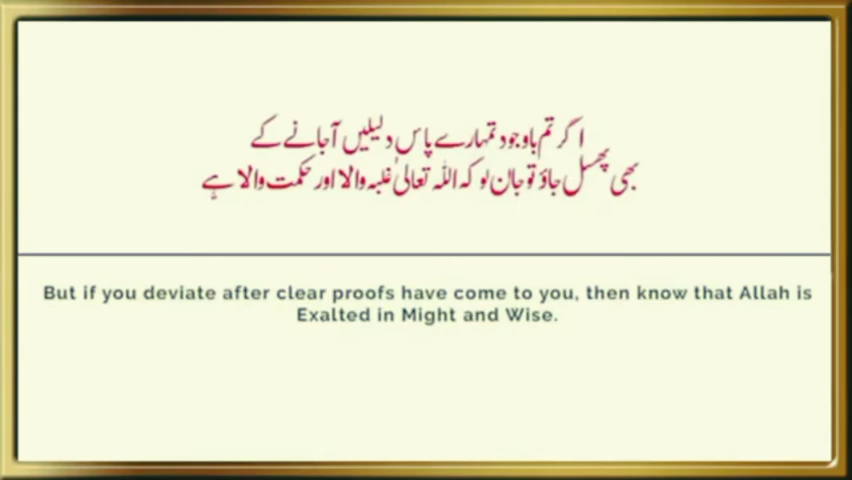 اگر تم باوجود تمہارے پاس دلیلیں آجانے کے
بھی پھسل جاؤ تو جان لو کہ اللہ تعالیٰ غلبہ والا اور حکمت والا ہے
But if you deviate after clear proofs have come to you, then know that Allah is
Exalted in Might and Wise.